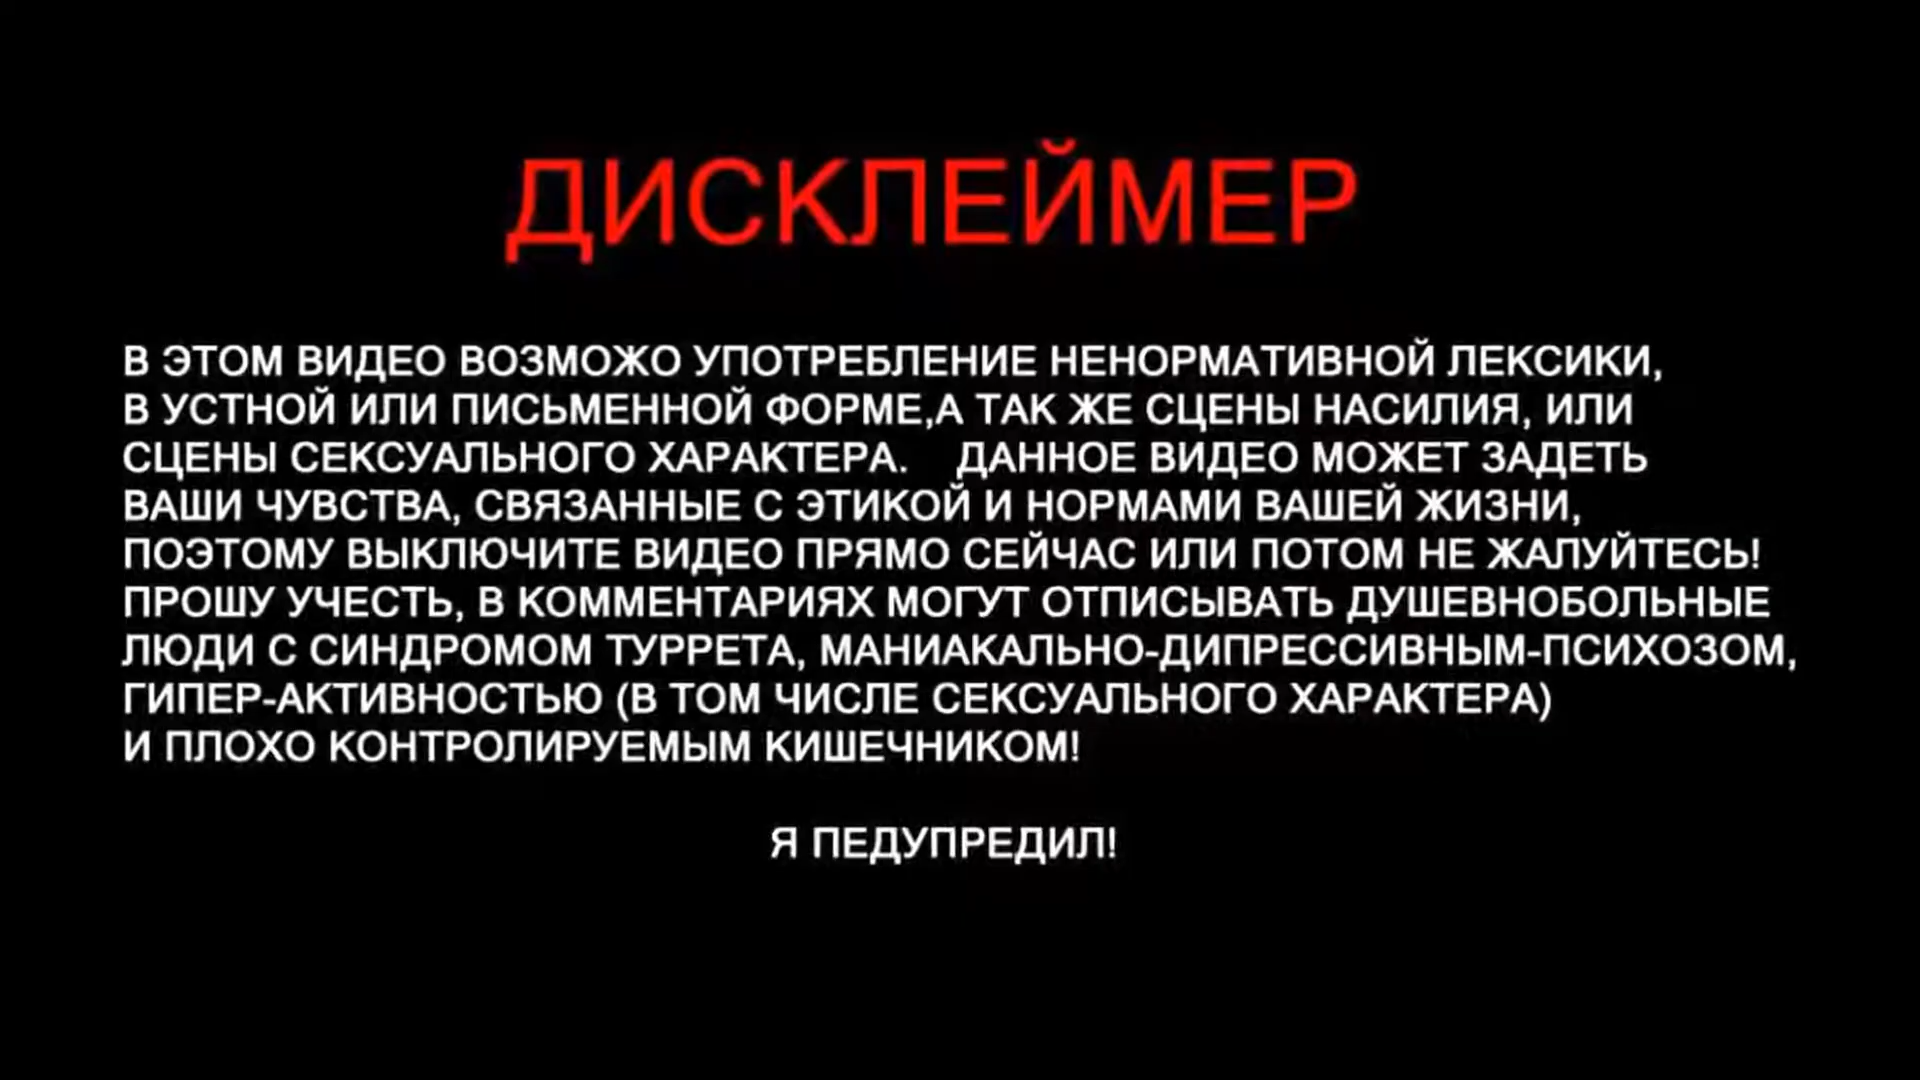 ДИСКЛЕЙМЕР
В ЭТОМ ВИДЕО ВОЗМОЖО УПОТРЕБЛЕНИЕ НЕНОРМАТИВНОЙ ЛЕКСИКИ,
В УСТНОЙ ИЛИ ПИСЬМЕННОЙ ФОРМЕ,А ТАК ЖЕ СЦЕНЫ НАСИЛИЯ, ИЛИ
СЦЕНЫ СЕКСУАЛЬНОГО ХАРАКТЕРА.    ДАННОЕ ВИДЕО МОЖЕТ ЗАДЕТЬ
ВАШИ ЧУВСТВА, СВЯЗАННЫЕ С ЭТИКОЙ И НОРМАМИ ВАШЕЙ ЖИЗНИ,
ПОЭТОМУ ВЫКЛЮЧИТЕ ВИДЕО ПРЯМО СЕЙЧАС ИЛИ ПОТОМ НЕ ЖАЛУЙТЕСЬ!
ПРОШУ УЧЕСТЬ, В КОММЕНТАРИЯХ МОГУТ ОТПИСЫВАТЬ ДУШЕВНОБОЛЬНЫЕ
ЛЮДИ С СИНДРОМОМ ТУРРЕТА, МАНИАКАЛЬНО-ДИПРЕССИВНЫМ-ПСИХОЗОМ,
ГИПЕР-АКТИВНОСТЬЮ (В ТОМ ЧИСЛЕ СЕКСУАЛЬНОГО ХАРАКТЕРА)
И ПЛОХО КОНТРОЛИРУЕМЫМ КИШЕЧНИКОМ!
Я ПЕДУПРЕДИЛ!